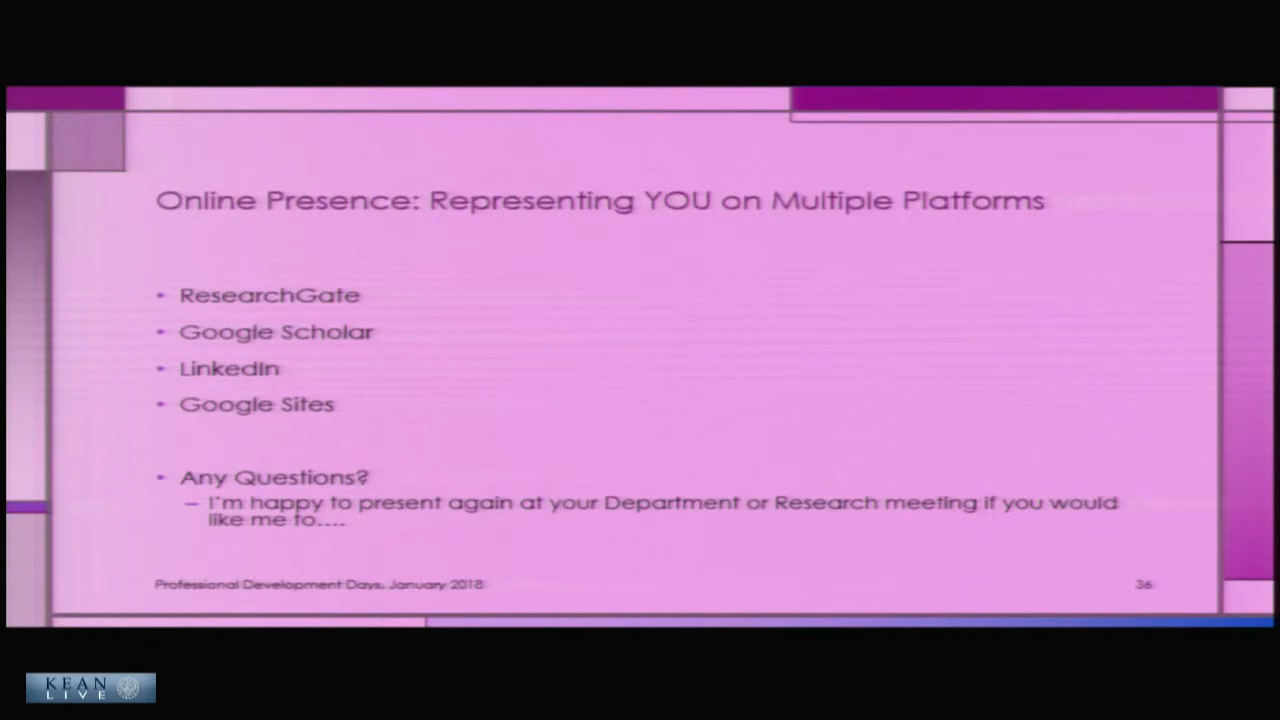 Online Presence: Representing YOU on Multiple Platforms
• ResearchGate
• Google Scholar
• LinkedIn
• Google Sites
• Any Questions?
– I'm happy to present again at your Department or Research meeting if you would
like me to....
Professional Development Days, January 2018
36
KEAN
LIVE